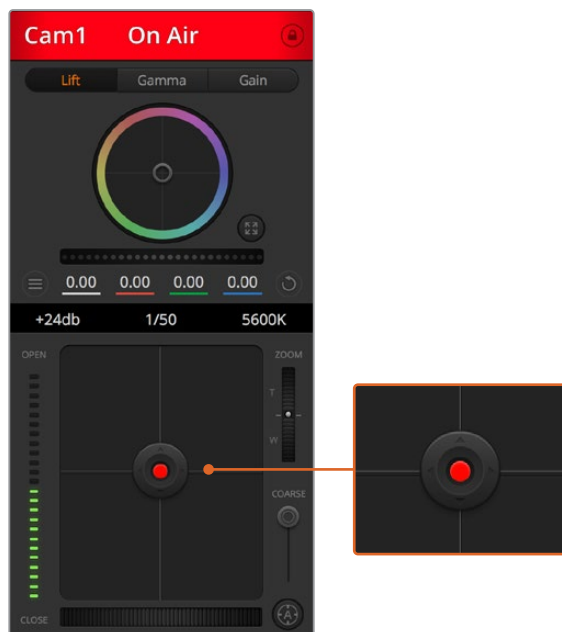 Cam1 On Air
Lift Gamma Gain
0.00 0.00 0.00 0.00
+24db 1/50 5600K
OPEN
ZOOM
T
W
COARSE
CLOSE
A